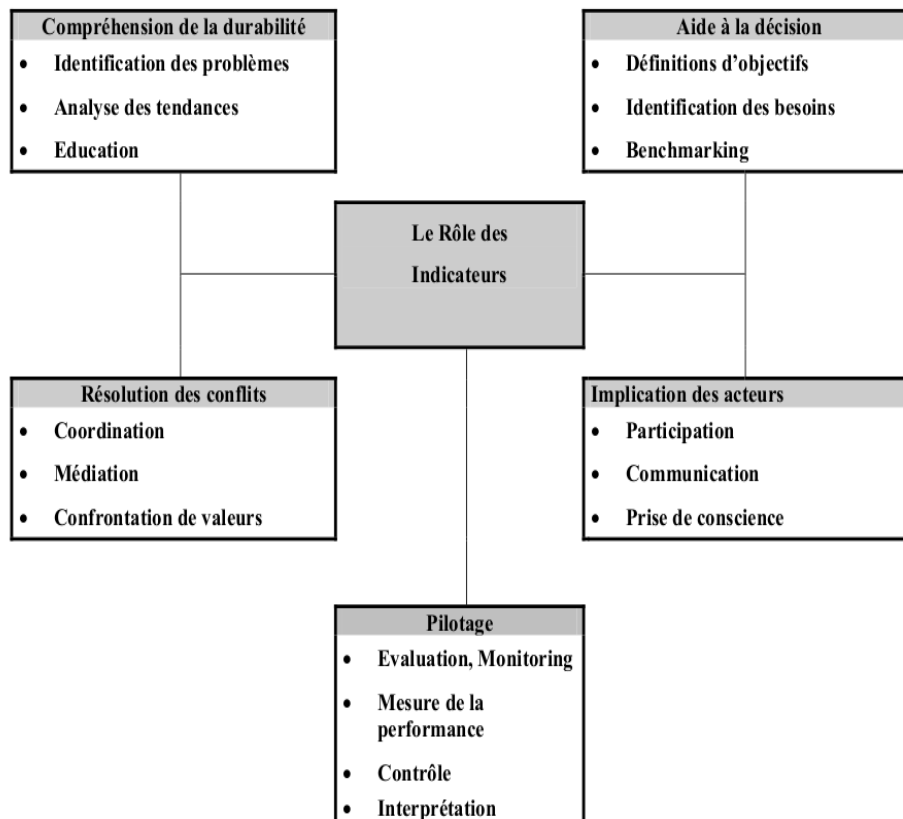 Compréhension de la durabilité
• Identification des problèmes
• Analyse des tendances
• Education
Aide à la décision
• Définitions d’objectifs
• Identification des besoins
• Benchmarking
Le Rôle des
Indicateurs
Résolution des conflits
• Coordination
• Médiation
• Confrontation de valeurs
Implication des acteurs
• Participation
• Communication
• Prise de conscience
Pilotage
• Evaluation, Monitoring
• Mesure de la
performance
• Contrôle
• Interprétation